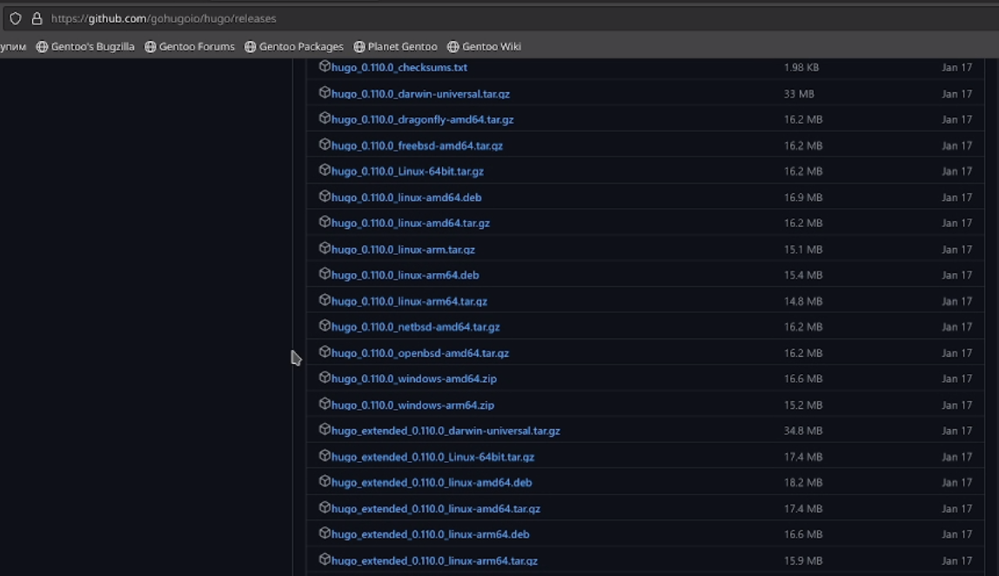 https://github.com/gohugoio/hugo/releases
упим Gentoo's Bugzilla Gentoo Forums Gentoo Packages Planet Gentoo Gentoo Wiki
hugo_0.110.0_checksums.txt 1.98 KB Jan 17
hugo_0.110.0_darwin-universal.tar.gz 33 MB Jan 17
hugo_0.110.0_dragonfly-amd64.tar.gz 16.2 MB Jan 17
hugo_0.110.0_freebsd-amd64.tar.gz 16.2 MB Jan 17
hugo_0.110.0_Linux-64bit.tar.gz 16.2 MB Jan 17
hugo_0.110.0_linux-amd64.deb 16.9 MB Jan 17
hugo_0.110.0_linux-amd64.tar.gz 16.2 MB Jan 17
hugo_0.110.0_linux-arm.tar.gz 15.1 MB Jan 17
hugo_0.110.0_linux-arm64.deb 15.4 MB Jan 17
hugo_0.110.0_linux-arm64.tar.gz 14.8 MB Jan 17
hugo_0.110.0_netbsd-amd64.tar.gz 16.2 MB Jan 17
hugo_0.110.0_openbsd-amd64.tar.gz 16.2 MB Jan 17
hugo_0.110.0_windows-amd64.zip 16.6 MB Jan 17
hugo_0.110.0_windows-arm64.zip 15.2 MB Jan 17
hugo_extended_0.110.0_darwin-universal.tar.gz 34.8 MB Jan 17
hugo_extended_0.110.0_Linux-64bit.tar.gz 17.4 MB Jan 17
hugo_extended_0.110.0_linux-amd64.deb 18.2 MB Jan 17
hugo_extended_0.110.0_linux-amd64.tar.gz 17.4 MB Jan 17
hugo_extended_0.110.0_linux-arm64.deb 16.6 MB Jan 17
hugo_extended_0.110.0_linux-arm64.tar.gz 15.9 MB Jan 17